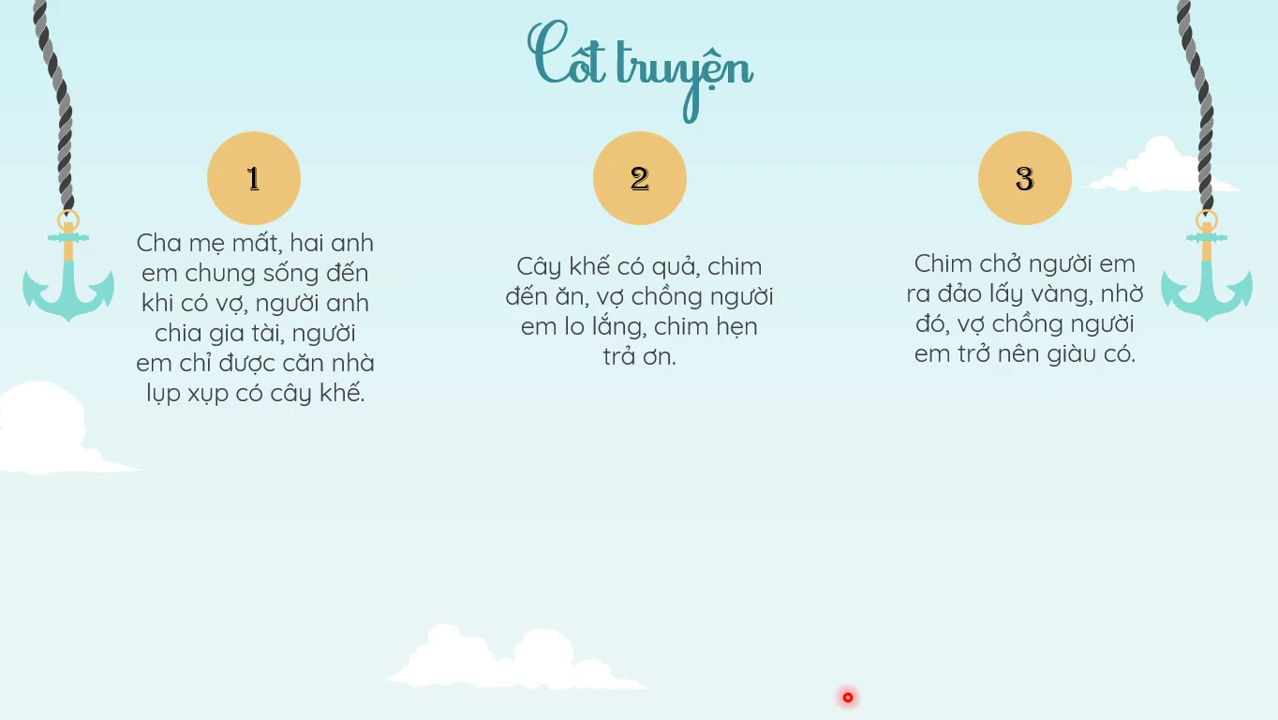 Cốt truyện
1
Cha mẹ mất, hai anh
em chung sống đến
khi có vợ, người anh
chia gia tài, người
em chỉ được căn nhà
lụp xụp có cây khế.
2
Cây khế có quả, chim
đến ăn, vợ chồng người
em lo lắng, chim hẹn
trả ơn.
3
Chim chở người em
ra đảo lấy vàng, nhờ
đó, vợ chồng người
em trở nên giàu có.